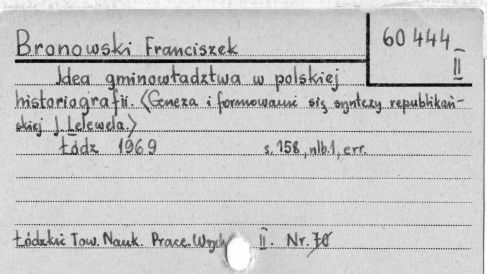 Bronowski Franciszek
60 444
II
Idea gminowładztwa w polskiej
historiografii. (Geneza i formowanie się syntezy republikań-
skiej J. Lelewela.)
Łódź 1969 s. 158, nlb.1, err.
Łódzkie Tow. Nauk. Prace. Wydz. II. Nr. 70